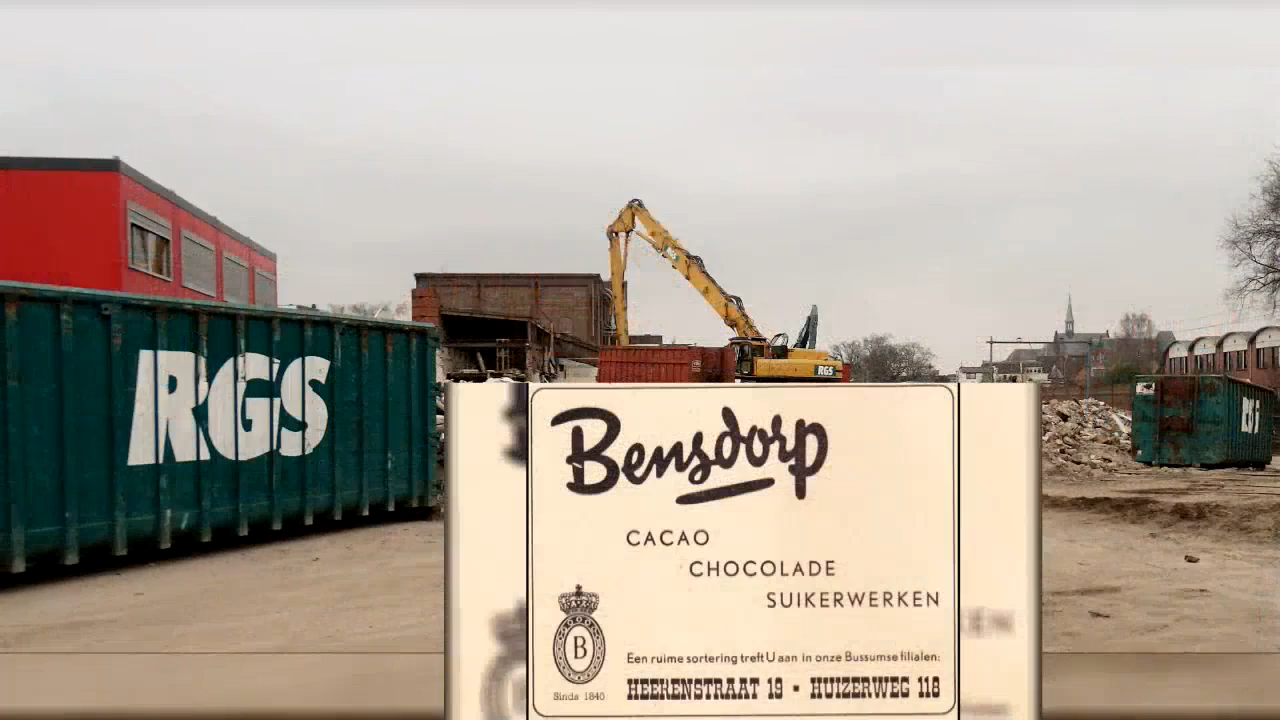 RGS
RGS
Bensdorp
CACAO
CHOCOLADE
SUIKERWERKEN
B
Sinds 1840
Een ruime sortering treft U aan in onze Bussumse filialen:
HEERENSTRAAT 19 - HUIZERWEG 118